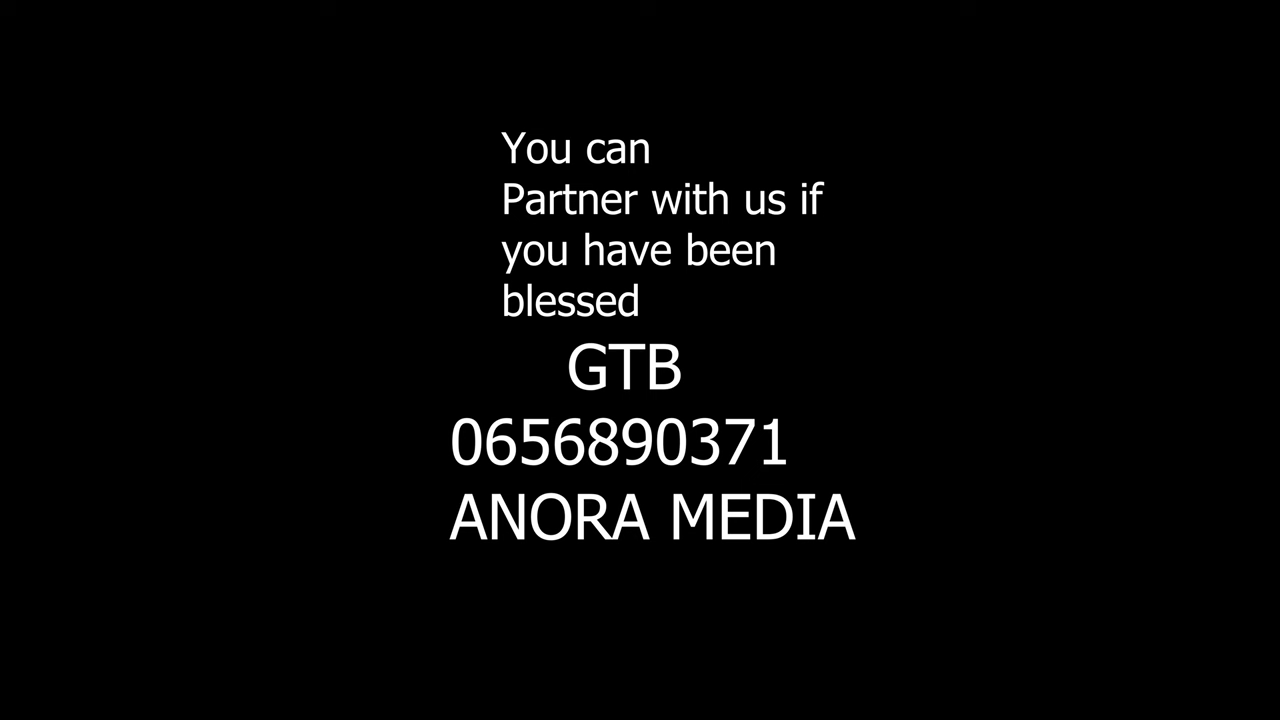 You can
Partner with us if
you have been
blessed
GTB
0656890371
ANORA MEDIA